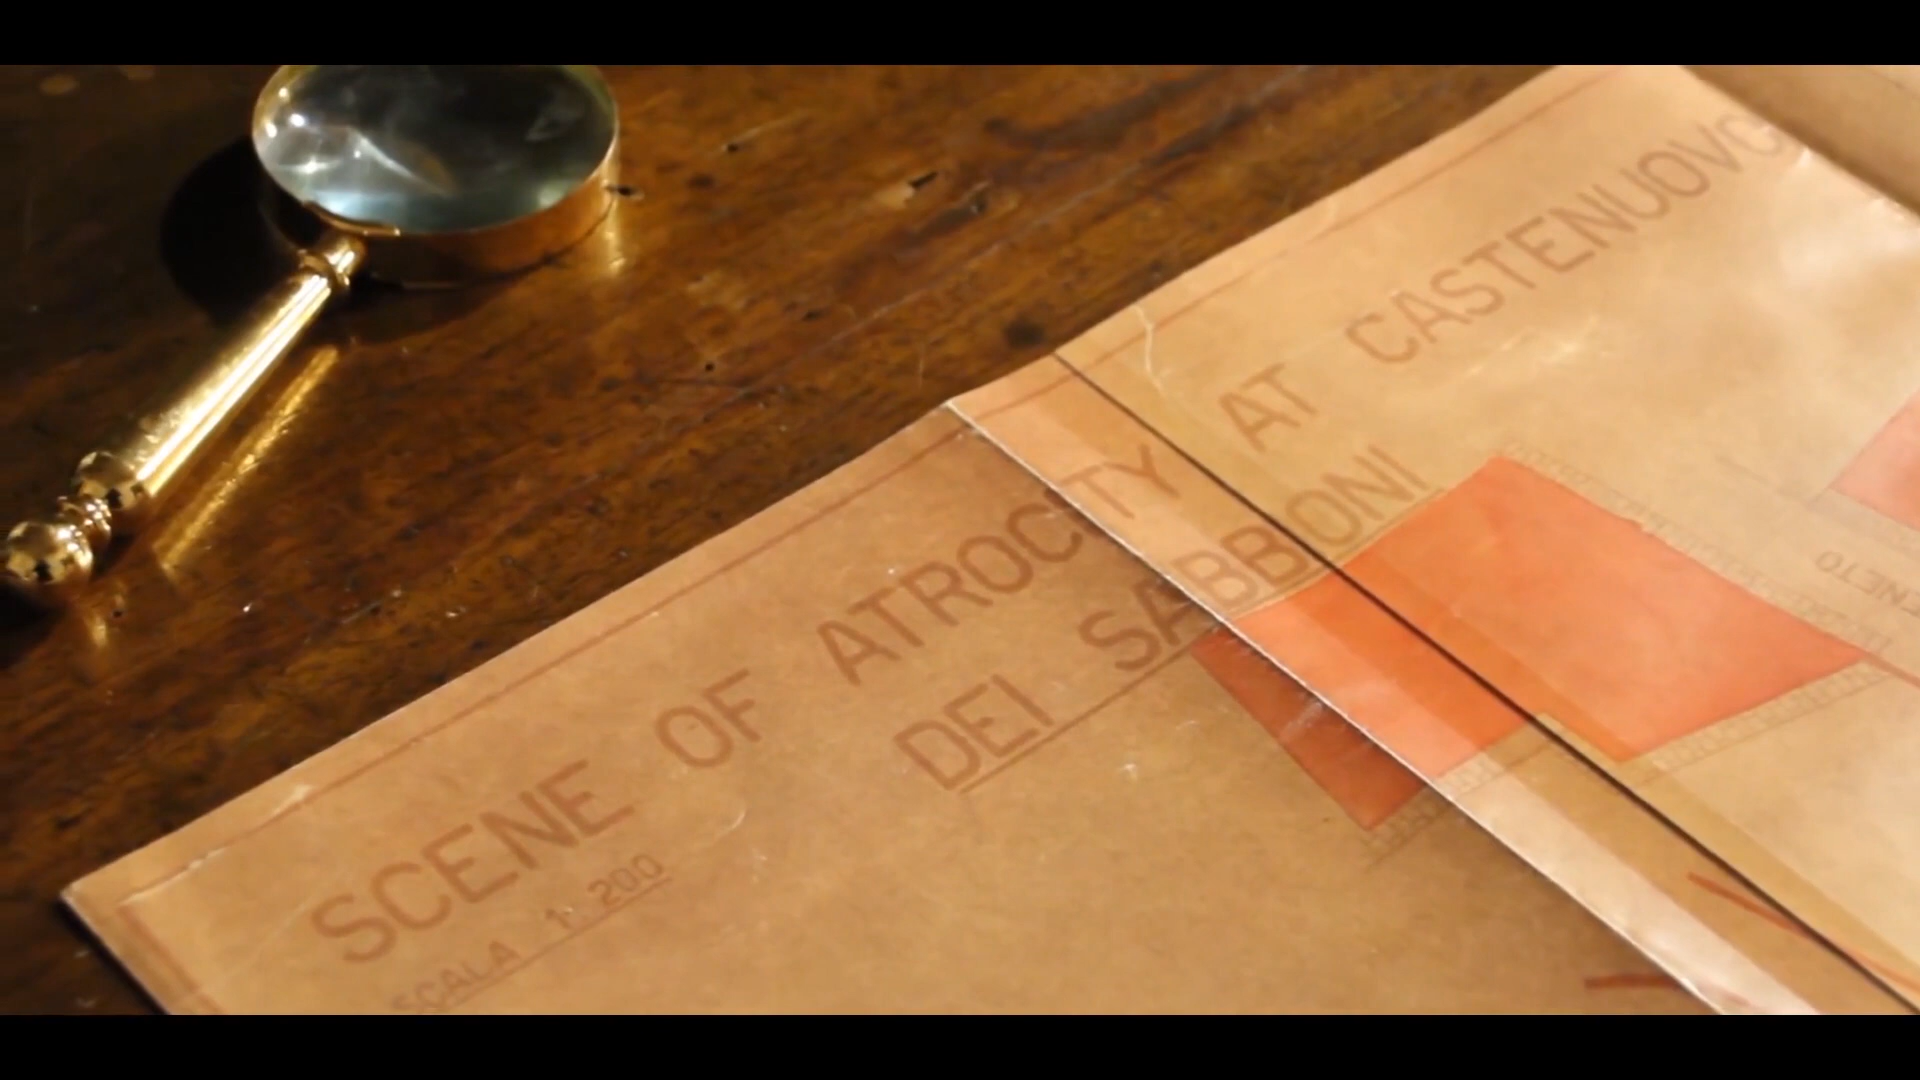 SCENE OF ATROCITY AT CASTENUOVO
DEI SABBONI
SCALA 1:200